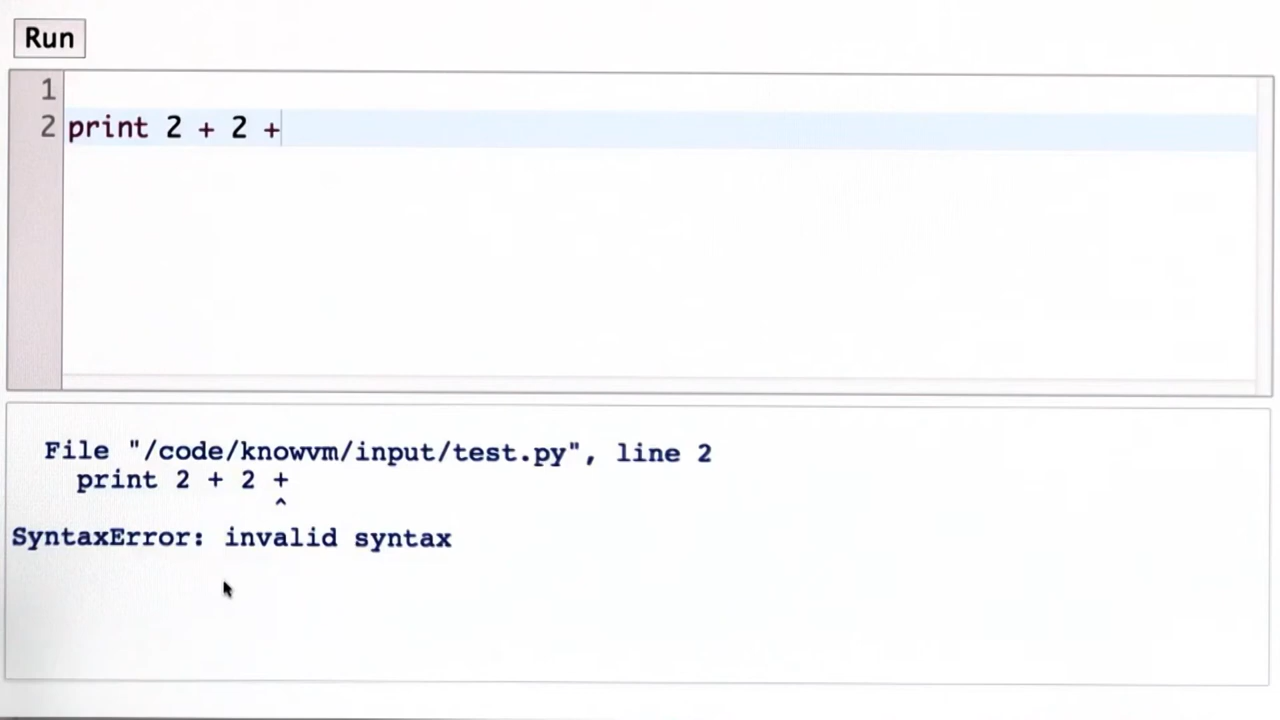 Run
1
2 print 2 + 2 +
File "/code/knowvm/input/test.py", line 2
print 2 + 2 +
^
SyntaxError: invalid syntax